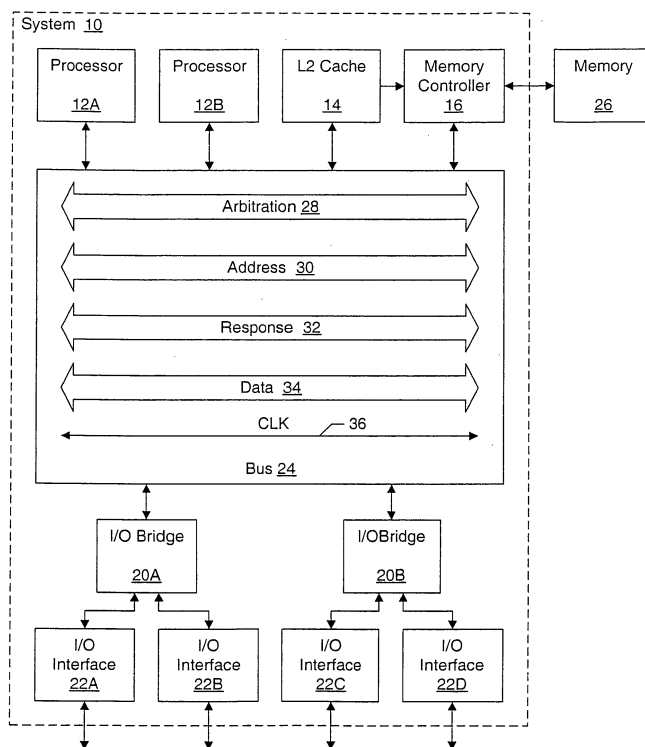 System 10
Processor
12A
Processor
12B
L2 Cache
14
Memory
Controller
16
Memory
26
Arbitration 28
Address 30
Response 32
Data 34
CLK
36
Bus 24
I/O Bridge
20A
I/OBridge
20B
I/O
Interface
22A
I/O
Interface
22B
I/O
Interface
22C
I/O
Interface
22D